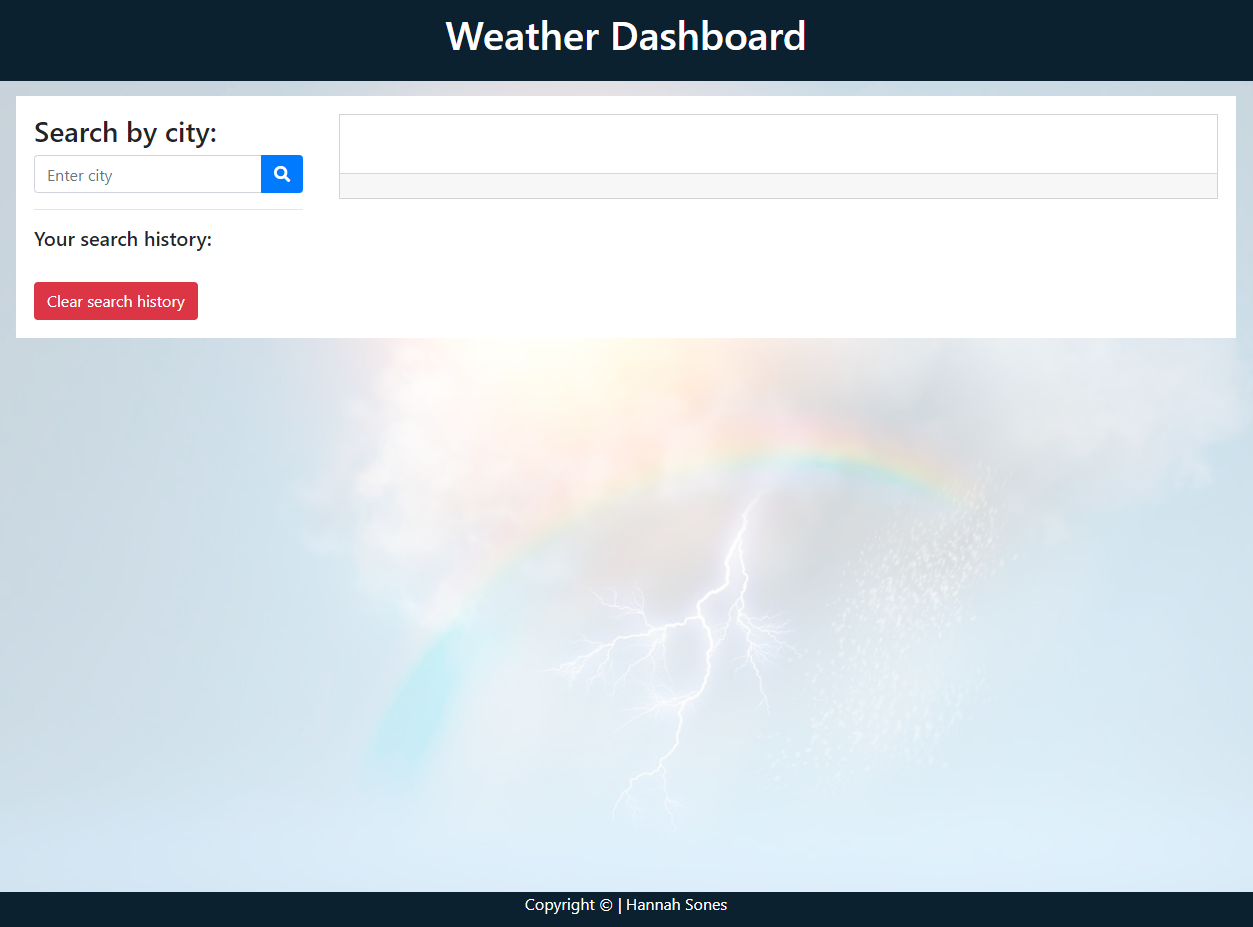 Weather Dashboard
Search by city:
Enter city
Your search history:
Clear search history
Copyright © | Hannah Sones